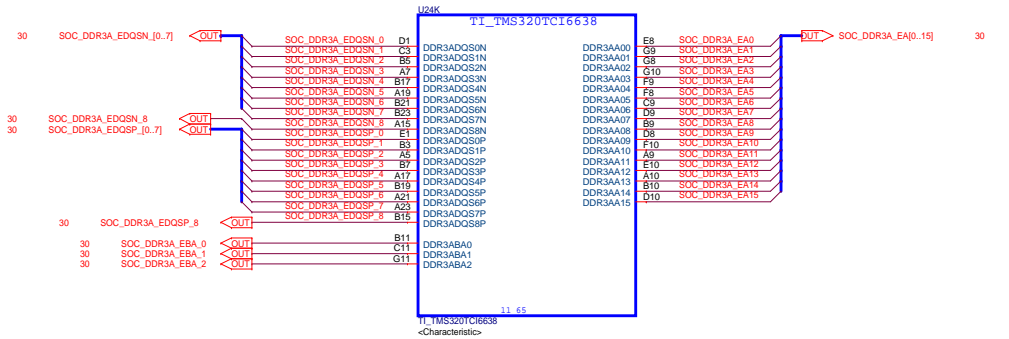 U24K
TI_TMS320TCI6638
30 SOC_DDR3A_EDQSN_[0..7] OUT
OUT SOC_DDR3A_EA[0..15] 30
SOC_DDR3A_EDQSN_0 D1 DDR3ADQS0N
DDR3AA00 E8 SOC_DDR3A_EA0
SOC_DDR3A_EDQSN_1 C3 DDR3ADQS1N
DDR3AA01 G9 SOC_DDR3A_EA1
SOC_DDR3A_EDQSN_2 B5 DDR3ADQS2N
DDR3AA02 G8 SOC_DDR3A_EA2
SOC_DDR3A_EDQSN_3 A7 DDR3ADQS3N
DDR3AA03 G10 SOC_DDR3A_EA3
SOC_DDR3A_EDQSN_4 B17 DDR3ADQS4N
DDR3AA04 F9 SOC_DDR3A_EA4
SOC_DDR3A_EDQSN_5 A19 DDR3ADQS5N
DDR3AA05 F8 SOC_DDR3A_EA5
SOC_DDR3A_EDQSN_6 B21 DDR3ADQS6N
DDR3AA06 C9 SOC_DDR3A_EA6
SOC_DDR3A_EDQSN_7 B23 DDR3ADQS7N
DDR3AA07 D9 SOC_DDR3A_EA7
30 SOC_DDR3A_EDQSN_8 OUT
SOC_DDR3A_EDQSN_8 A15 DDR3ADQS8N
DDR3AA08 B9 SOC_DDR3A_EA8
30 SOC_DDR3A_EDQSP_[0..7] OUT
SOC_DDR3A_EDQSP_0 E1 DDR3ADQS0P
DDR3AA09 D8 SOC_DDR3A_EA9
SOC_DDR3A_EDQSP_1 B3 DDR3ADQS1P
DDR3AA10 F10 SOC_DDR3A_EA10
SOC_DDR3A_EDQSP_2 A5 DDR3ADQS2P
DDR3AA11 A9 SOC_DDR3A_EA11
SOC_DDR3A_EDQSP_3 B7 DDR3ADQS3P
DDR3AA12 E10 SOC_DDR3A_EA12
SOC_DDR3A_EDQSP_4 A17 DDR3ADQS4P
DDR3AA13 A10 SOC_DDR3A_EA13
SOC_DDR3A_EDQSP_5 B19 DDR3ADQS5P
DDR3AA14 B10 SOC_DDR3A_EA14
SOC_DDR3A_EDQSP_6 A21 DDR3ADQS6P
DDR3AA15 D10 SOC_DDR3A_EA15
SOC_DDR3A_EDQSP_7 A23 DDR3ADQS7P
30 SOC_DDR3A_EDQSP_8 OUT SOC_DDR3A_EDQSP_8 B15 DDR3ADQS8P
30 SOC_DDR3A_EBA_0 OUT B11 DDR3ABA0
30 SOC_DDR3A_EBA_1 OUT C11 DDR3ABA1
30 SOC_DDR3A_EBA_2 OUT G11 DDR3ABA2
11 65
TI_TMS320TCI6638
<Characteristic>